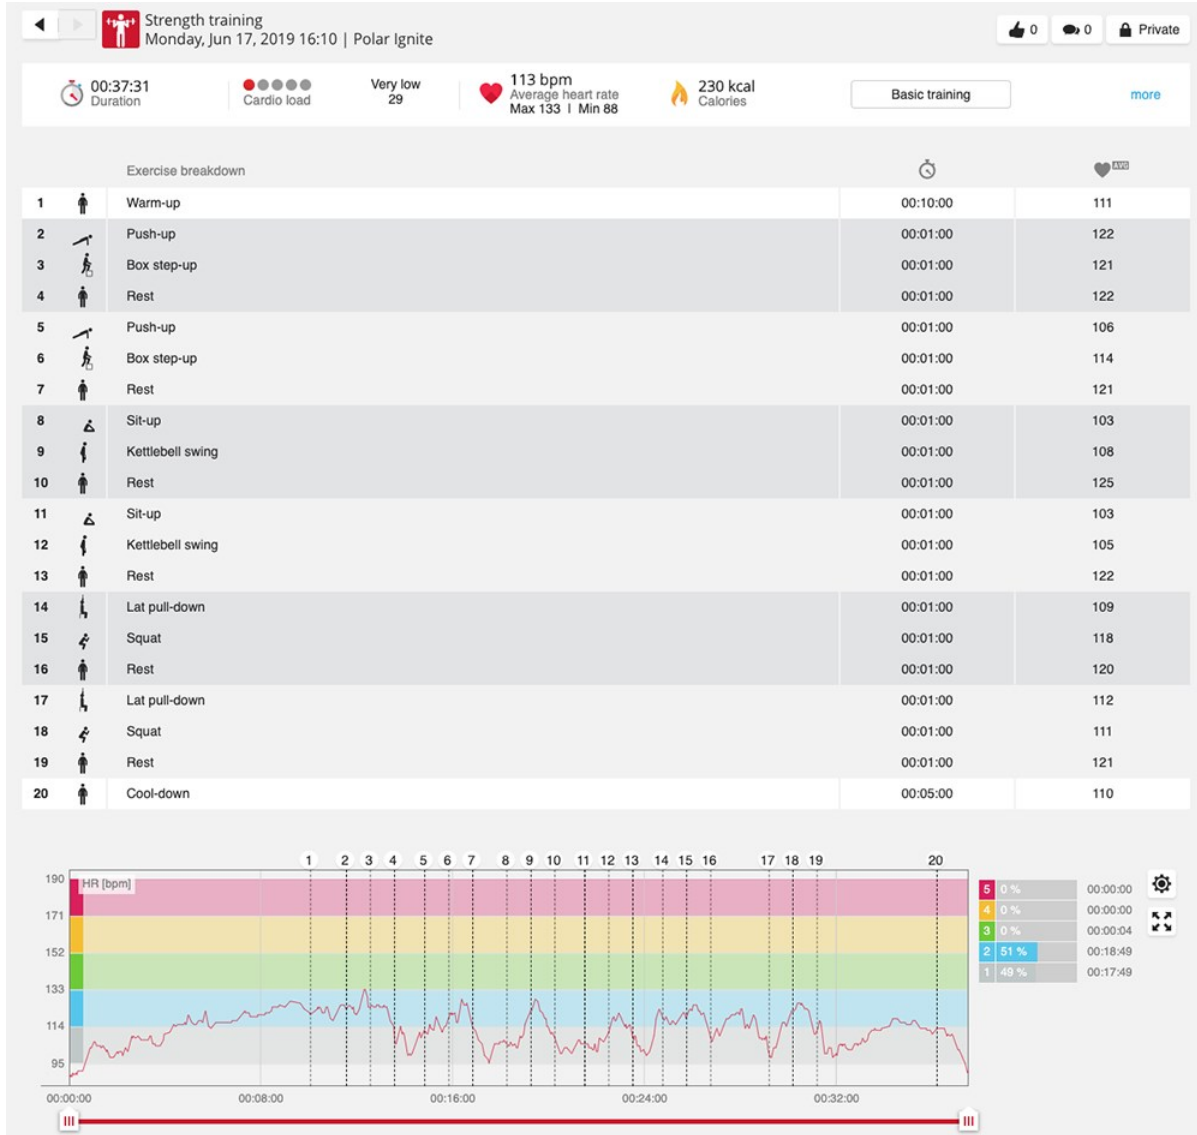 Strength training
Monday, Jun 17, 2019 16:10 | Polar Ignite
0 0 Private
00:37:31
Duration
Cardio load
Very low
29
113 bpm
Average heart rate
Max 133 | Min 88
230 kcal
Calories
Basic training
more
Exercise breakdown AVG
1 Warm-up 00:10:00 111
2 Push-up 00:01:00 122
3 Box step-up 00:01:00 121
4 Rest 00:01:00 122
5 Push-up 00:01:00 106
6 Box step-up 00:01:00 114
7 Rest 00:01:00 121
8 Sit-up 00:01:00 103
9 Kettlebell swing 00:01:00 108
10 Rest 00:01:00 125
11 Sit-up 00:01:00 103
12 Kettlebell swing 00:01:00 105
13 Rest 00:01:00 122
14 Lat pull-down 00:01:00 109
15 Squat 00:01:00 118
16 Rest 00:01:00 120
17 Lat pull-down 00:01:00 112
18 Squat 00:01:00 111
19 Rest 00:01:00 121
20 Cool-down 00:05:00 110
1 2 3 4 5 6 7 8 9 10 11 12 13 14 15 16 17 18 19 20
HR [bpm]
190
171
152
133
114
95
00:00:00 00:08:00 00:16:00 00:24:00 00:32:00
5 0 % 00:00:00
4 0 % 00:00:00
3 0 % 00:00:04
2 51 % 00:18:49
1 49 % 00:17:49